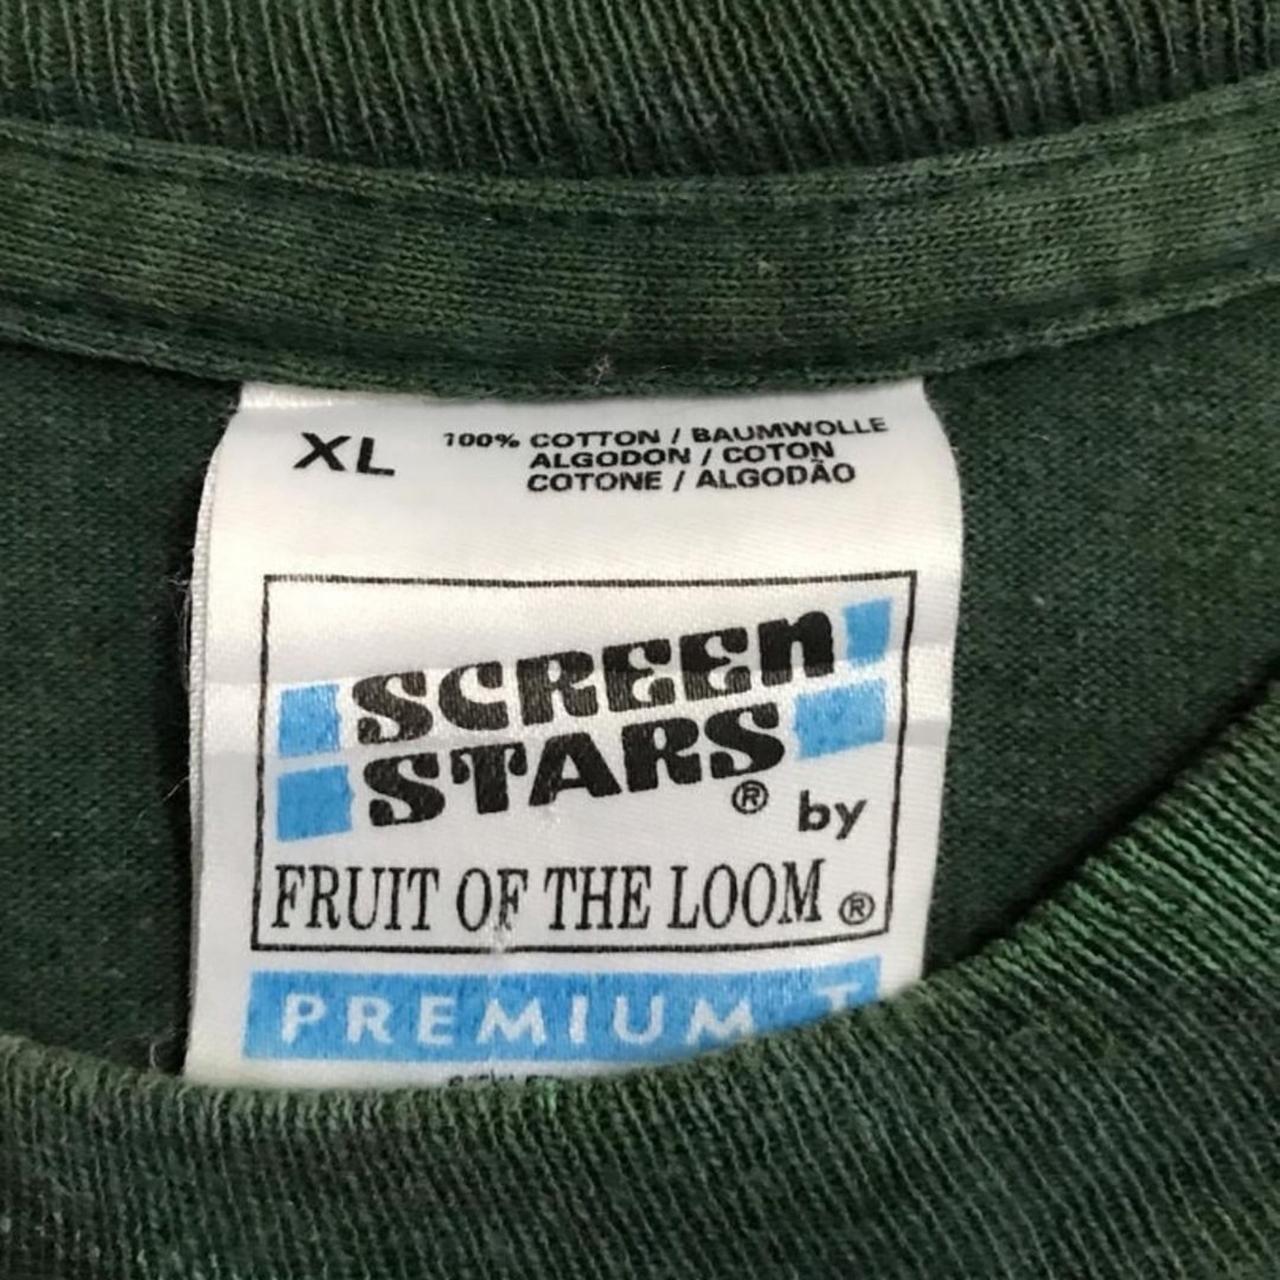 XL
100% COTTON / BAUMWOLLE
ALGODON / COTON
COTONE / ALGODÃO
SCREEn
STARS® by
FRUIT OF THE LOOM®
PREMIUM T